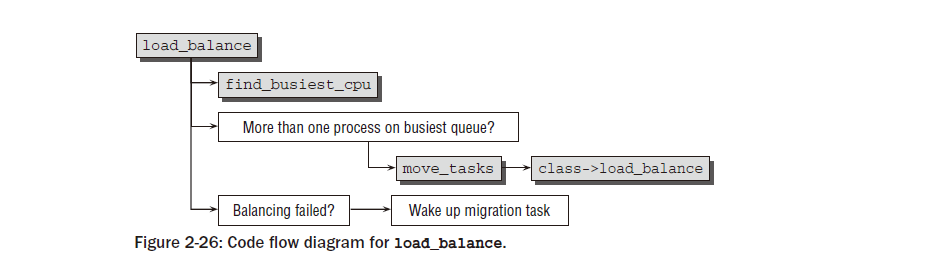 load_balance
find_busiest_cpu
More than one process on busiest queue?
move_tasks
class->load_balance
Balancing failed?
Wake up migration task
Figure 2-26: Code flow diagram for load_balance.